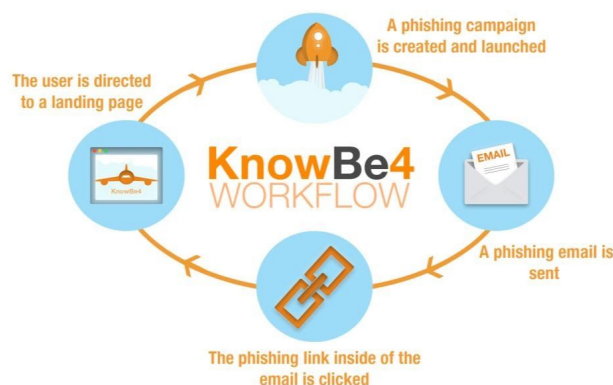 A phishing campaign
is created and launched
The user is directed
to a landing page
EMAIL
KnowBe4
KnowBe4
WORKFLOW
A phishing email is
sent
The phishing link inside of the
email is clicked